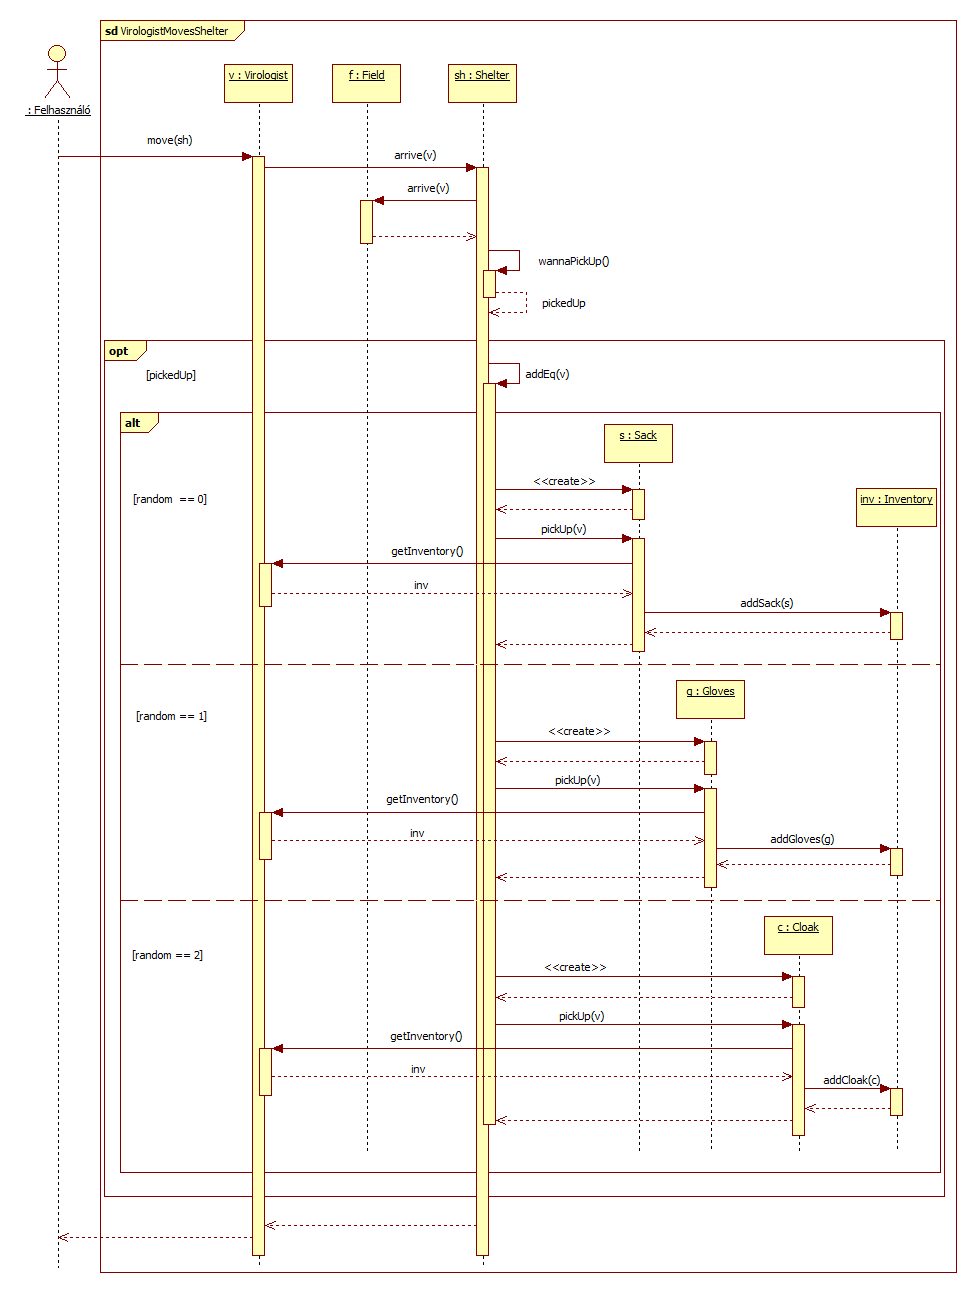 sd VirologistMovesShelter
: Felhasználó
v : Virologist
f : Field
sh : Shelter
move(sh)
arrive(v)
arrive(v)
wannaPickUp()
pickedUp
opt
[pickedUp]
addEq(v)
alt
s : Sack
[random == 0]
<<create>>
inv : Inventory
pickUp(v)
getInventory()
inv
addSack(s)
g : Gloves
[random == 1]
<<create>>
pickUp(v)
getInventory()
inv
addGloves(g)
c : Cloak
[random == 2]
<<create>>
pickUp(v)
getInventory()
inv
addCloak(c)